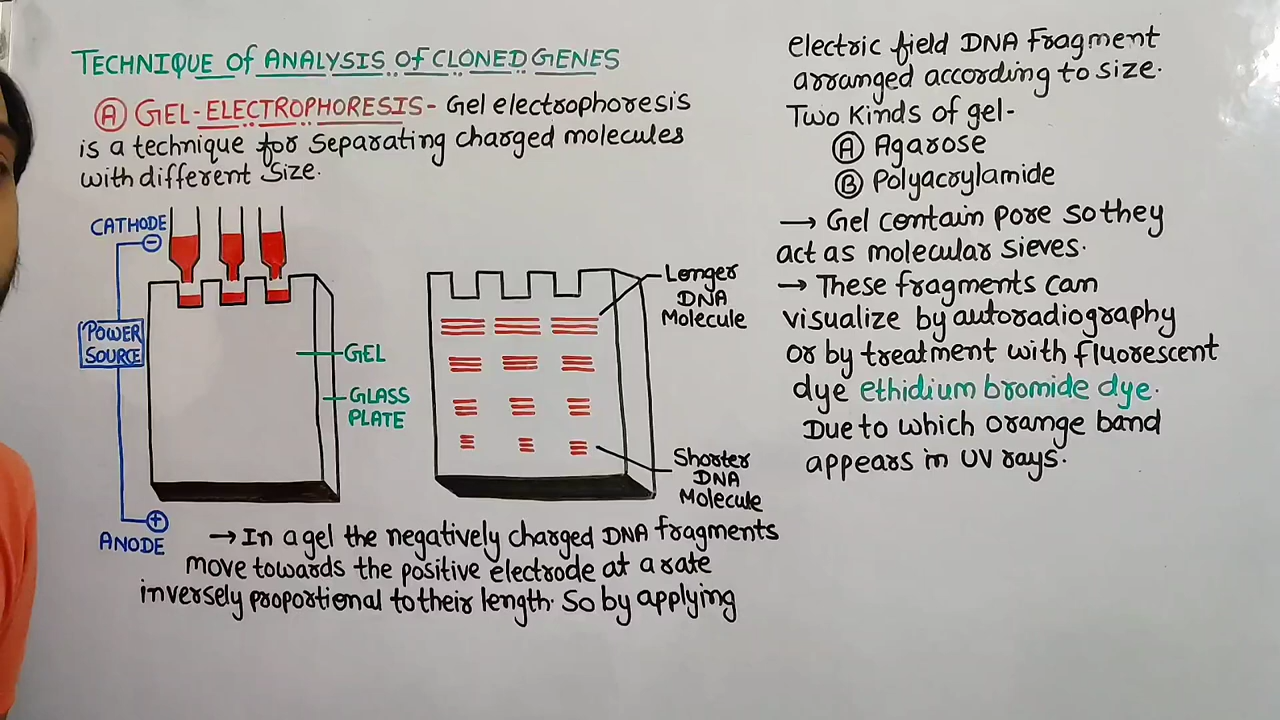 TECHNIQUE of ANALYSIS OF CLONED GENES
Ⓐ GEL-ELECTROPHORESIS- Gel electrophoresis
is a technique for Separating charged molecules
with different Size.
CATHODE
−
POWER
SOURCE
+
ANODE
GEL
GLASS
PLATE
Longer
DNA
Molecule
Shorter
DNA
Molecule
→ In a gel the negatively charged DNA fragments
move towards the positive electrode at a rate
inversely proportional to their length. So by applying
electric field DNA Fragment
arranged according to size.
Two Kinds of gel-
Ⓐ Agarose
Ⓑ Polyacrylamide
→ Gel contain pore so they
act as molecular sieves.
→ These fragments can
visualize by autoradiography
or by treatment with fluorescent
dye ethidium bromide dye.
Due to which orange band
appears in UV rays.